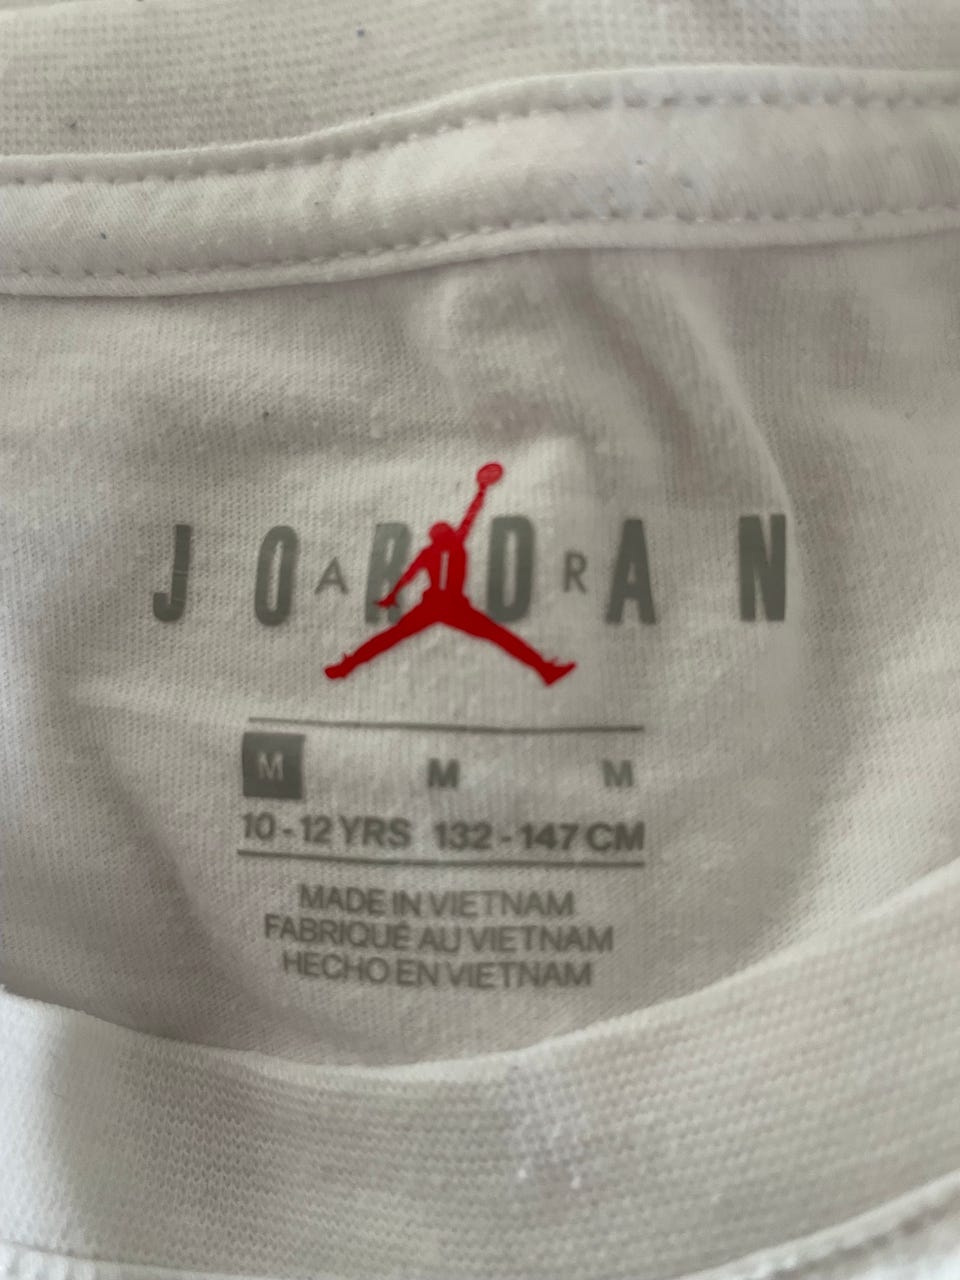 JORDAN
AIR
M M M
10-12 YRS 132-147 CM
MADE IN VIETNAM
FABRIQUÉ AU VIETNAM
HECHO EN VIETNAM